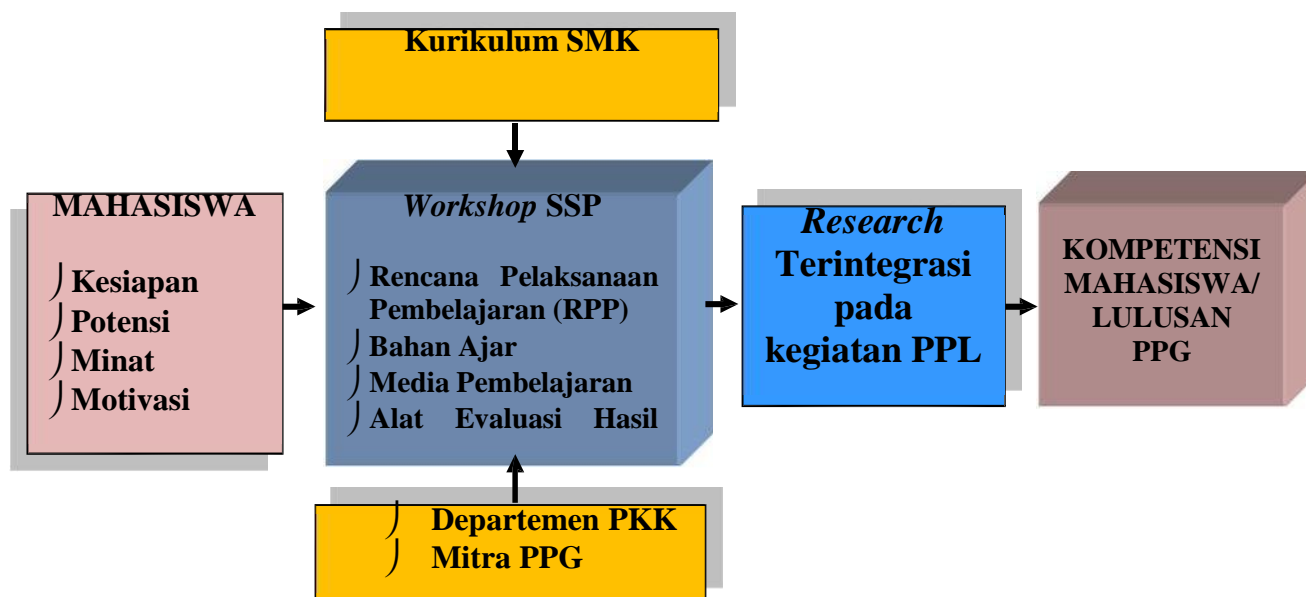 Kurikulum SMK
MAHASISWA
⎠ Kesiapan
⎠ Potensi
⎠ Minat
⎠ Motivasi
Workshop SSP
⎠ Rencana Pelaksanaan
Pembelajaran (RPP)
⎠ Bahan Ajar
⎠ Media Pembelajaran
⎠ Alat Evaluasi Hasil
Research
Terintegrasi
pada
kegiatan PPL
KOMPETENSI
MAHASISWA/
LULUSAN
PPG
⎠ Departemen PKK
⎠ Mitra PPG